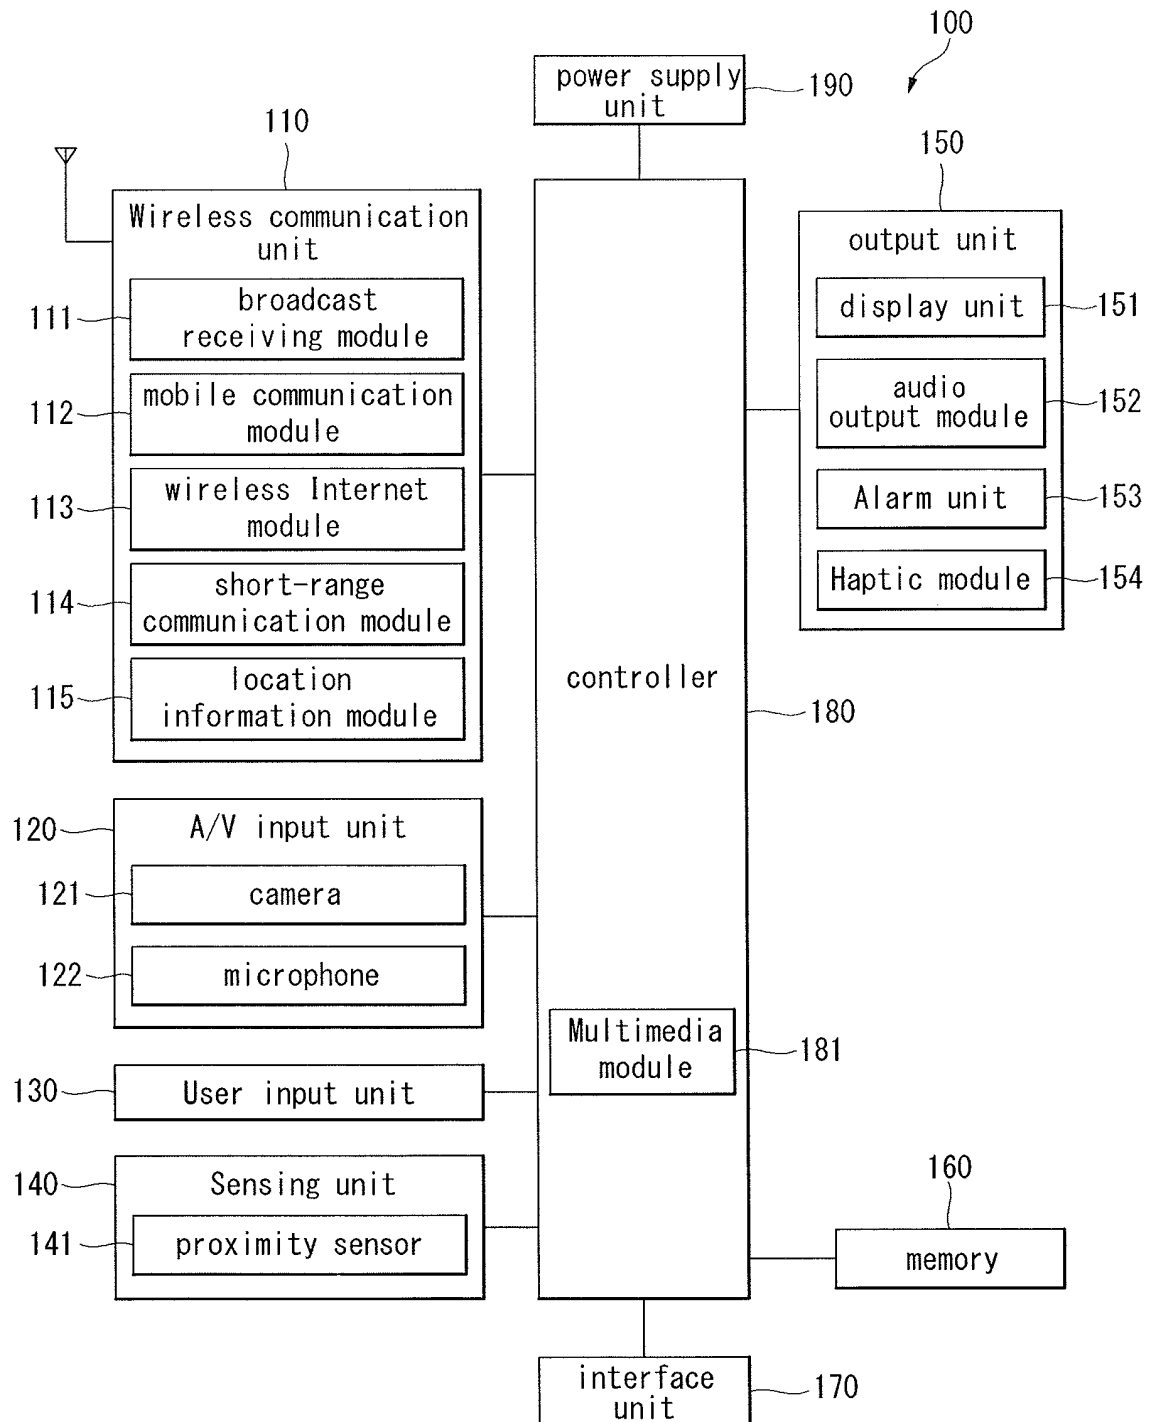 100
power supply
unit
190
110
150
Wireless communication
unit
output unit
111
broadcast
receiving module
display unit
151
112
mobile communication
module
audio
output module
152
113
wireless Internet
module
Alarm unit
153
114
short-range
communication module
Haptic module
154
115
location
information module
controller
180
120
A/V input unit
121
camera
122
microphone
Multimedia
module
181
130
User input unit
140
Sensing unit
141
proximity sensor
160
memory
interface
unit
170